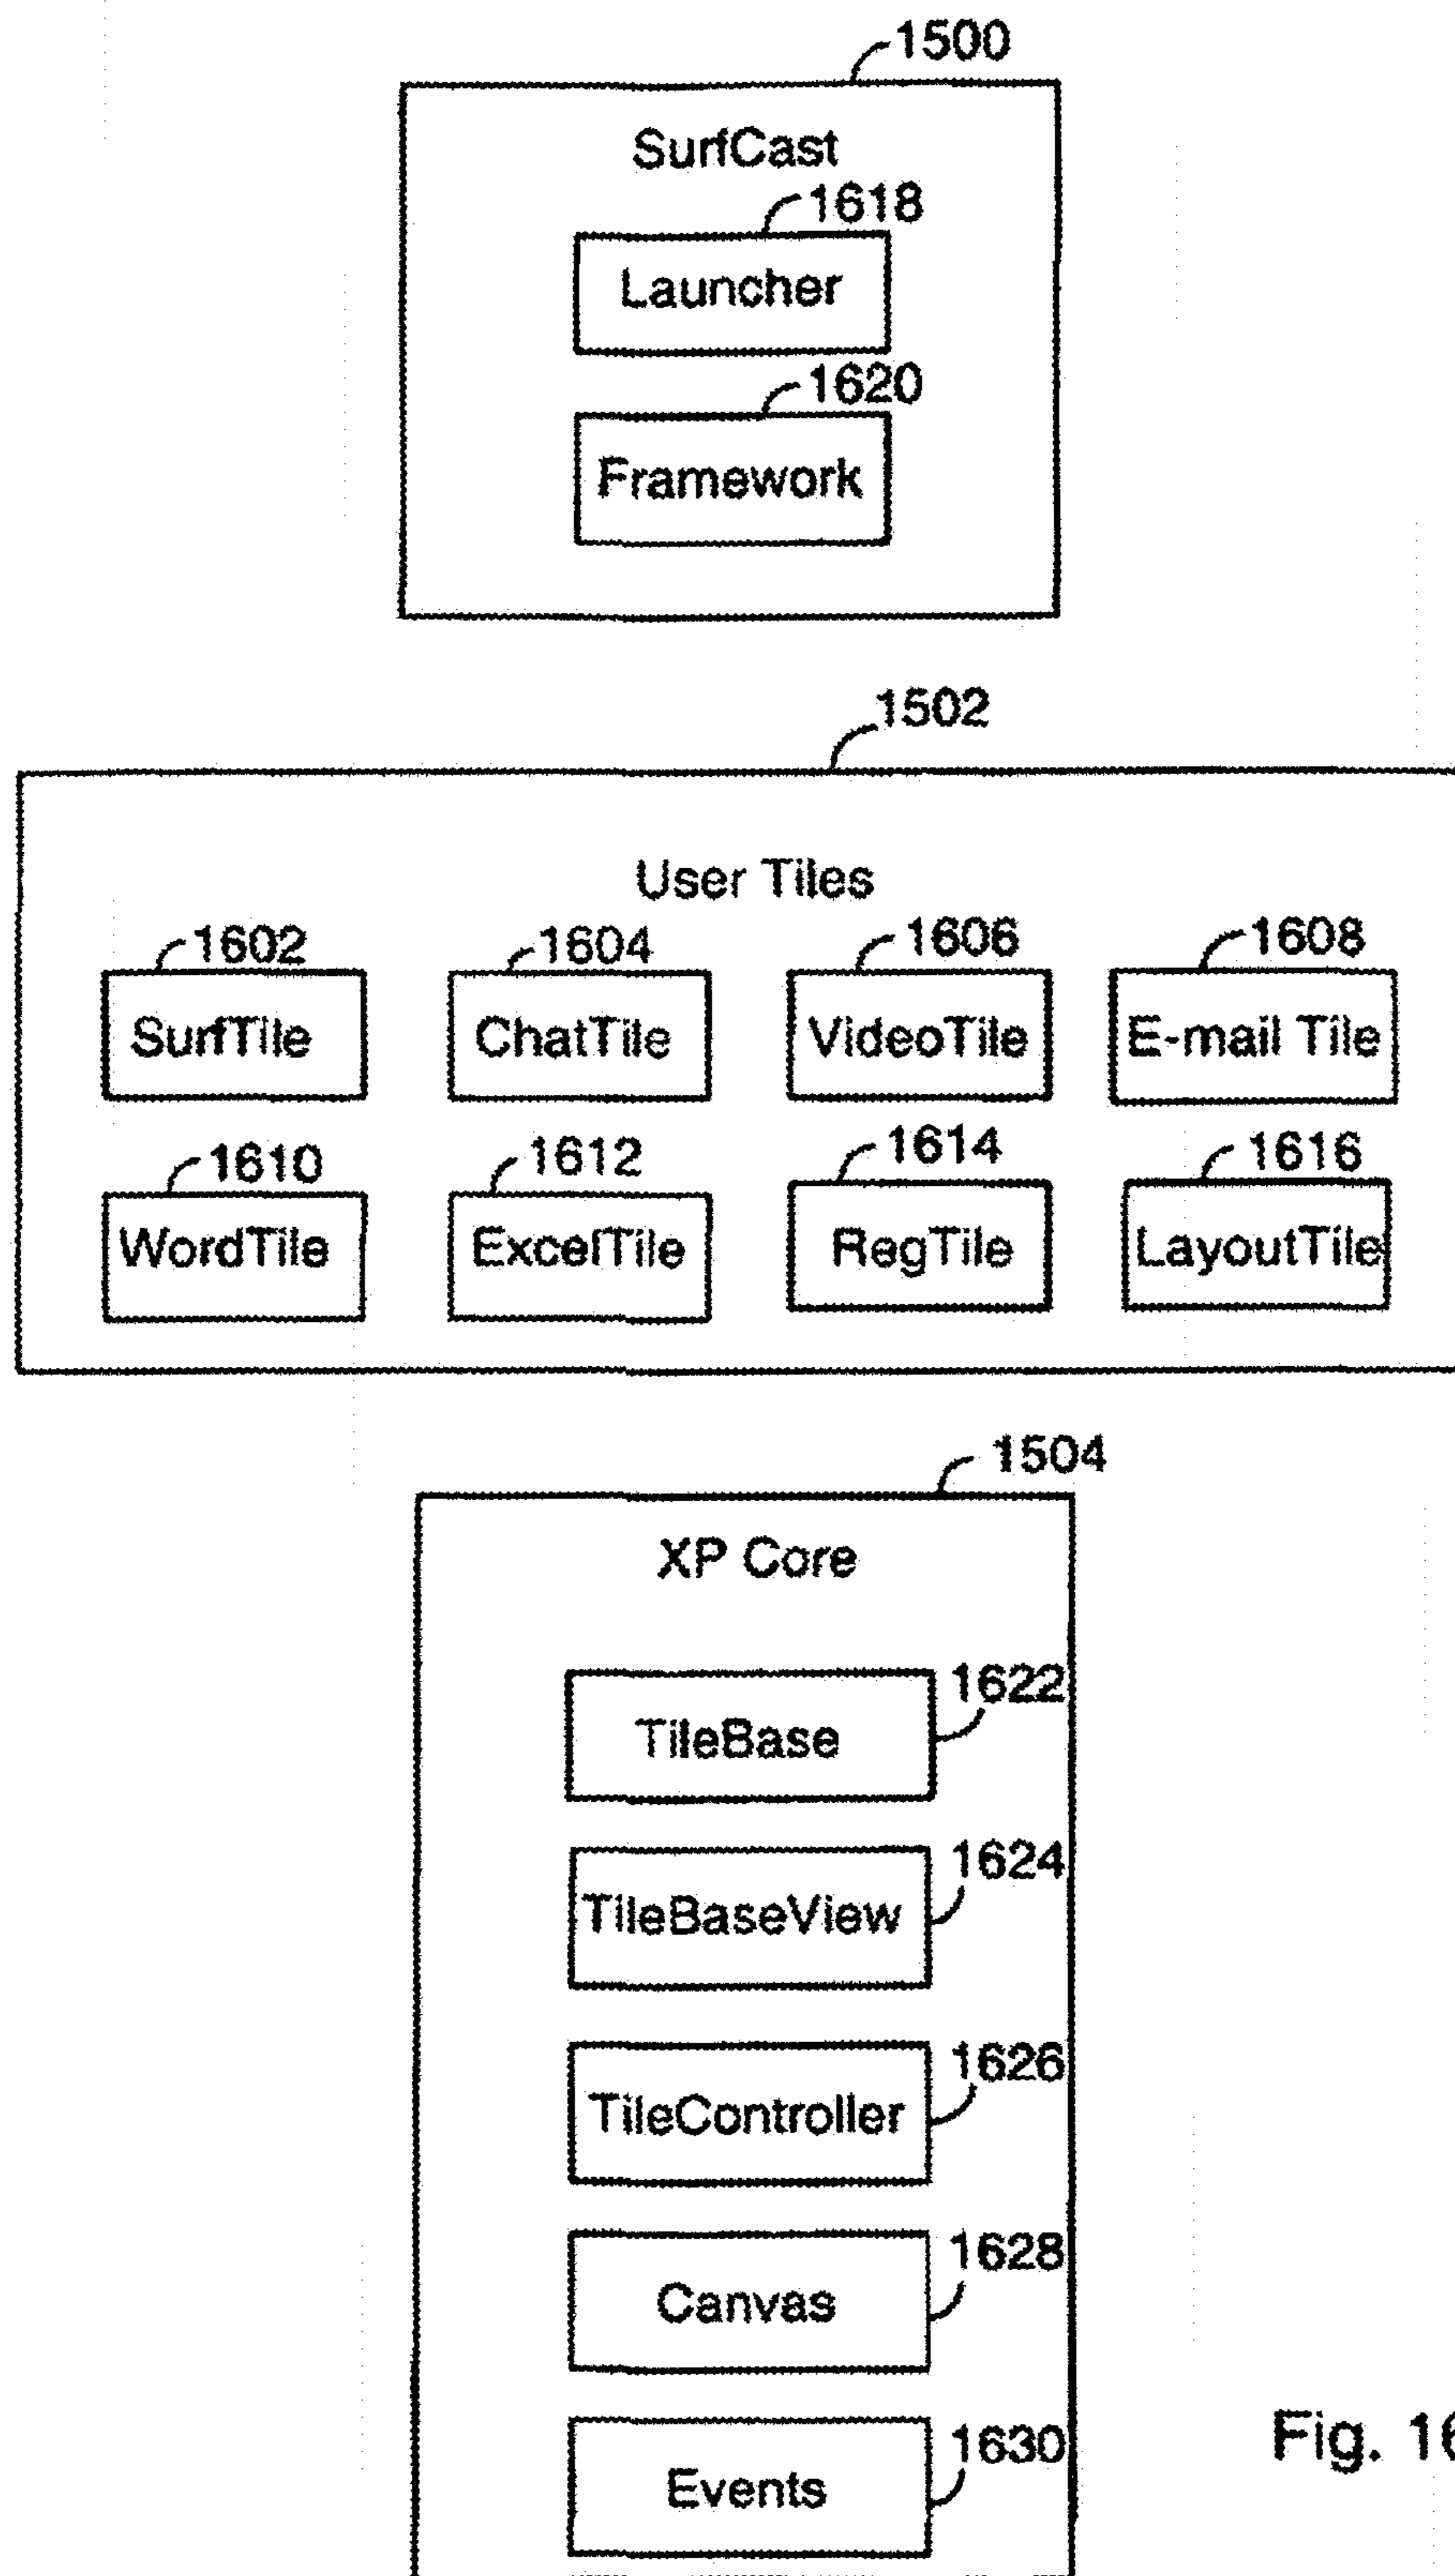 1500
SurfCast
1618
Launcher
1620
Framework
1502
User Tiles
1602 1604 1606 1608
SurfTile ChatTile VideoTile E-mail Tile
1610 1612 1614 1616
WordTile ExcelTile RegTile LayoutTile
1504
XP Core
1622
TileBase
1624
TileBaseView
1626
TileController
1628
Canvas
1630
Events
Fig. 16